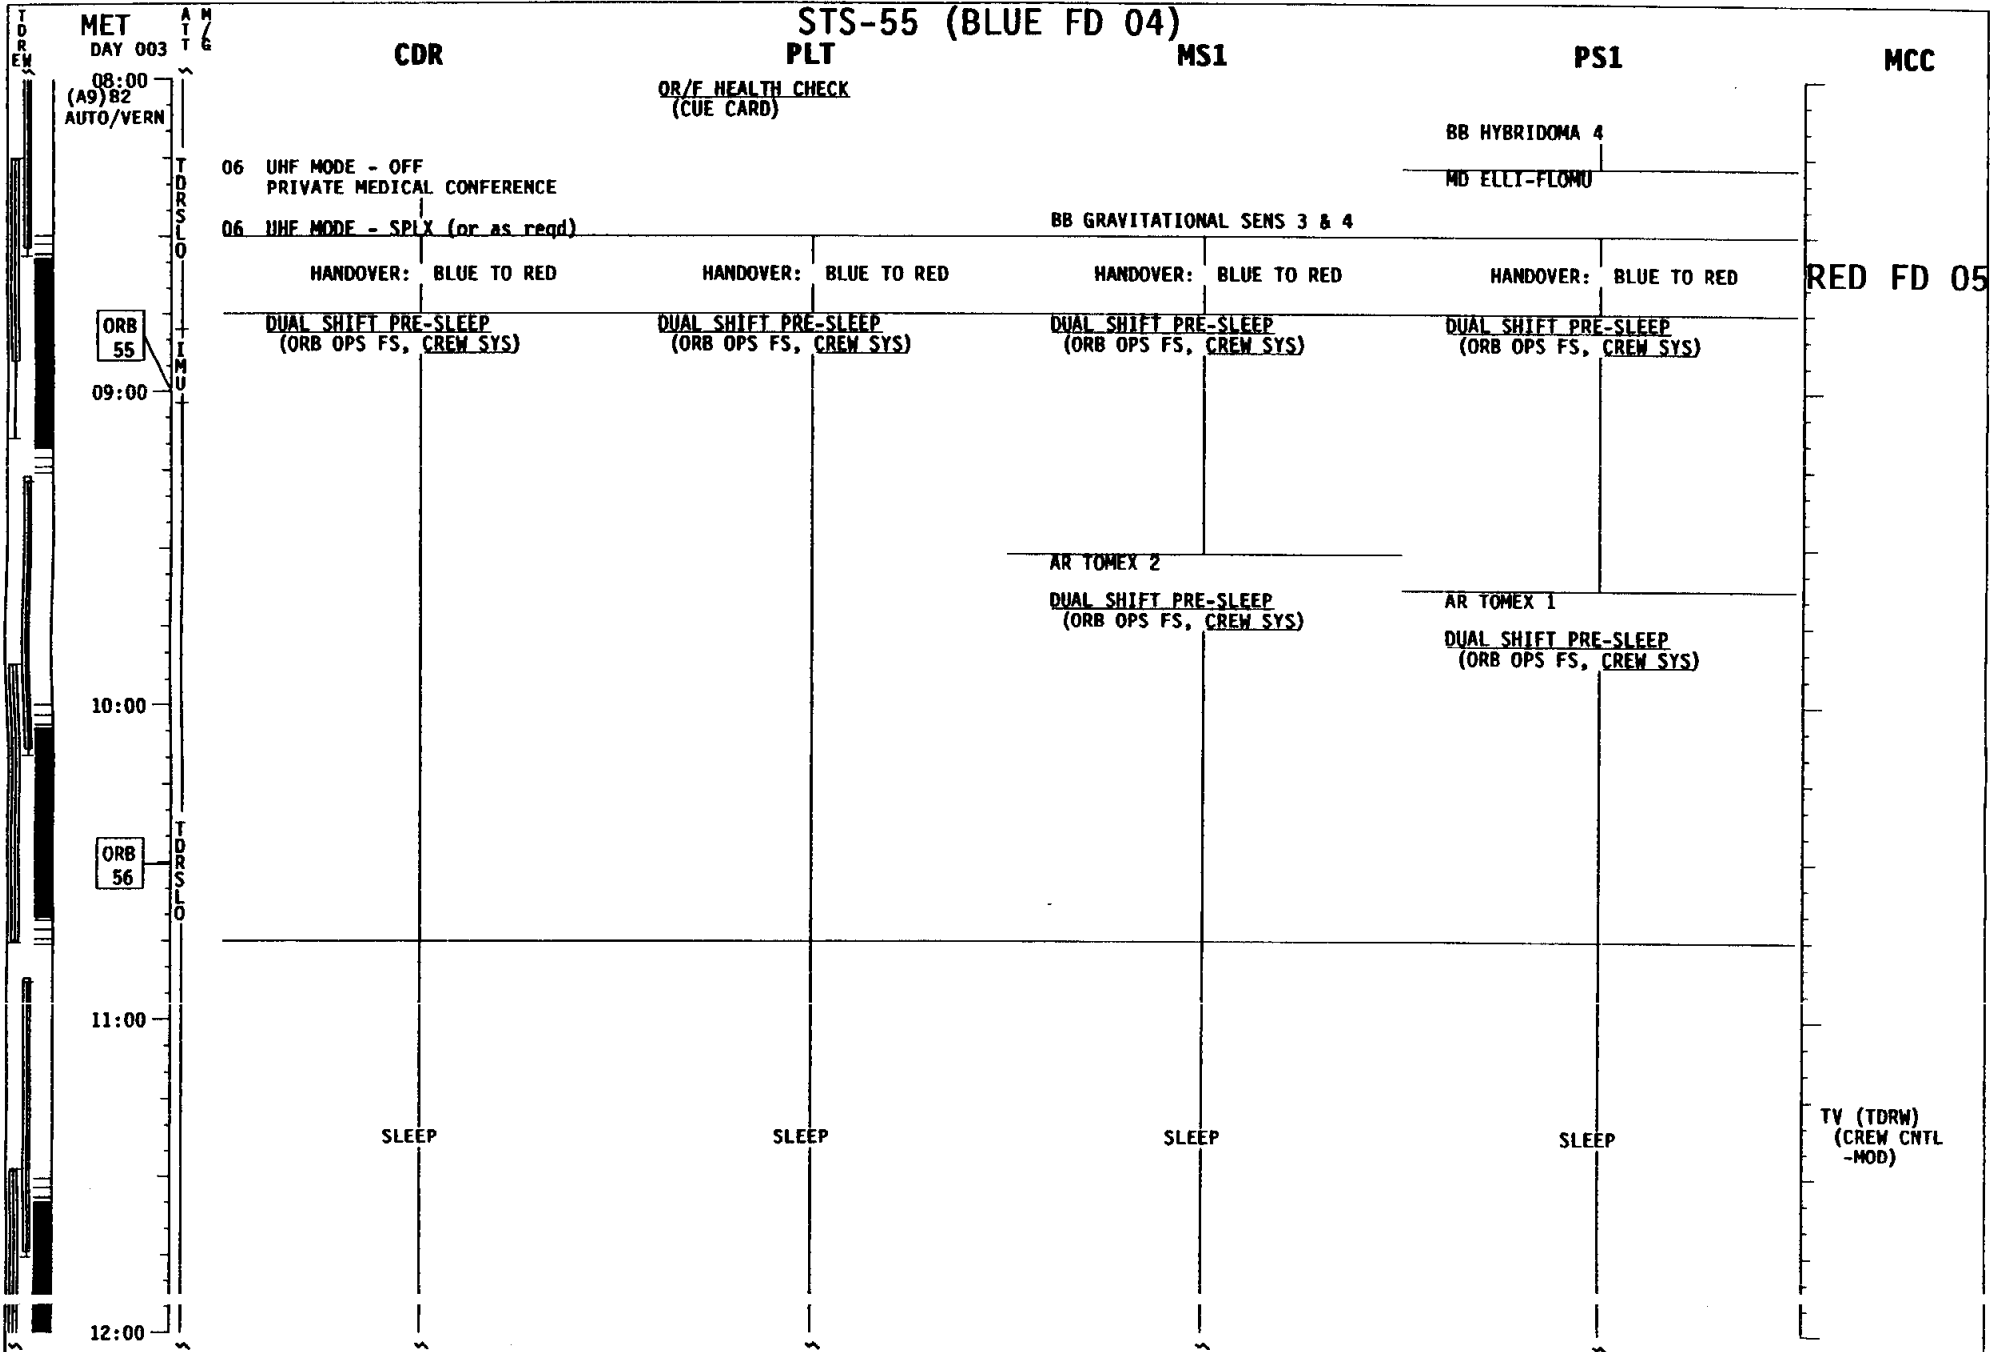 STS-55 (BLUE FD 04)
TDRE
W
MET
DAY 003
ATT
M/G
CDR
PLT
MS1
PS1
MCC
08:00
(A9)B2
AUTO/VERN
OR/F HEALTH CHECK
(CUE CARD)
BB HYBRIDOMA 4
TDRSLO
06 UHF MODE - OFF
PRIVATE MEDICAL CONFERENCE
MD ELLI-FLOMU
06 UHF MODE - SPLX (or as reqd)
BB GRAVITATIONAL SENS 3 & 4
HANDOVER: BLUE TO RED
HANDOVER: BLUE TO RED
HANDOVER: BLUE TO RED
HANDOVER: BLUE TO RED
RED FD 05
ORB
55
IMU
DUAL SHIFT PRE-SLEEP
(ORB OPS FS, CREW SYS)
DUAL SHIFT PRE-SLEEP
(ORB OPS FS, CREW SYS)
DUAL SHIFT PRE-SLEEP
(ORB OPS FS, CREW SYS)
DUAL SHIFT PRE-SLEEP
(ORB OPS FS, CREW SYS)
09:00
AR TOMEX 2
DUAL SHIFT PRE-SLEEP
(ORB OPS FS, CREW SYS)
AR TOMEX 1
DUAL SHIFT PRE-SLEEP
(ORB OPS FS, CREW SYS)
10:00
ORB
56
TDRSLO
11:00
SLEEP
SLEEP
SLEEP
SLEEP
TV (TDRW)
(CREW CNTL
-MOD)
12:00